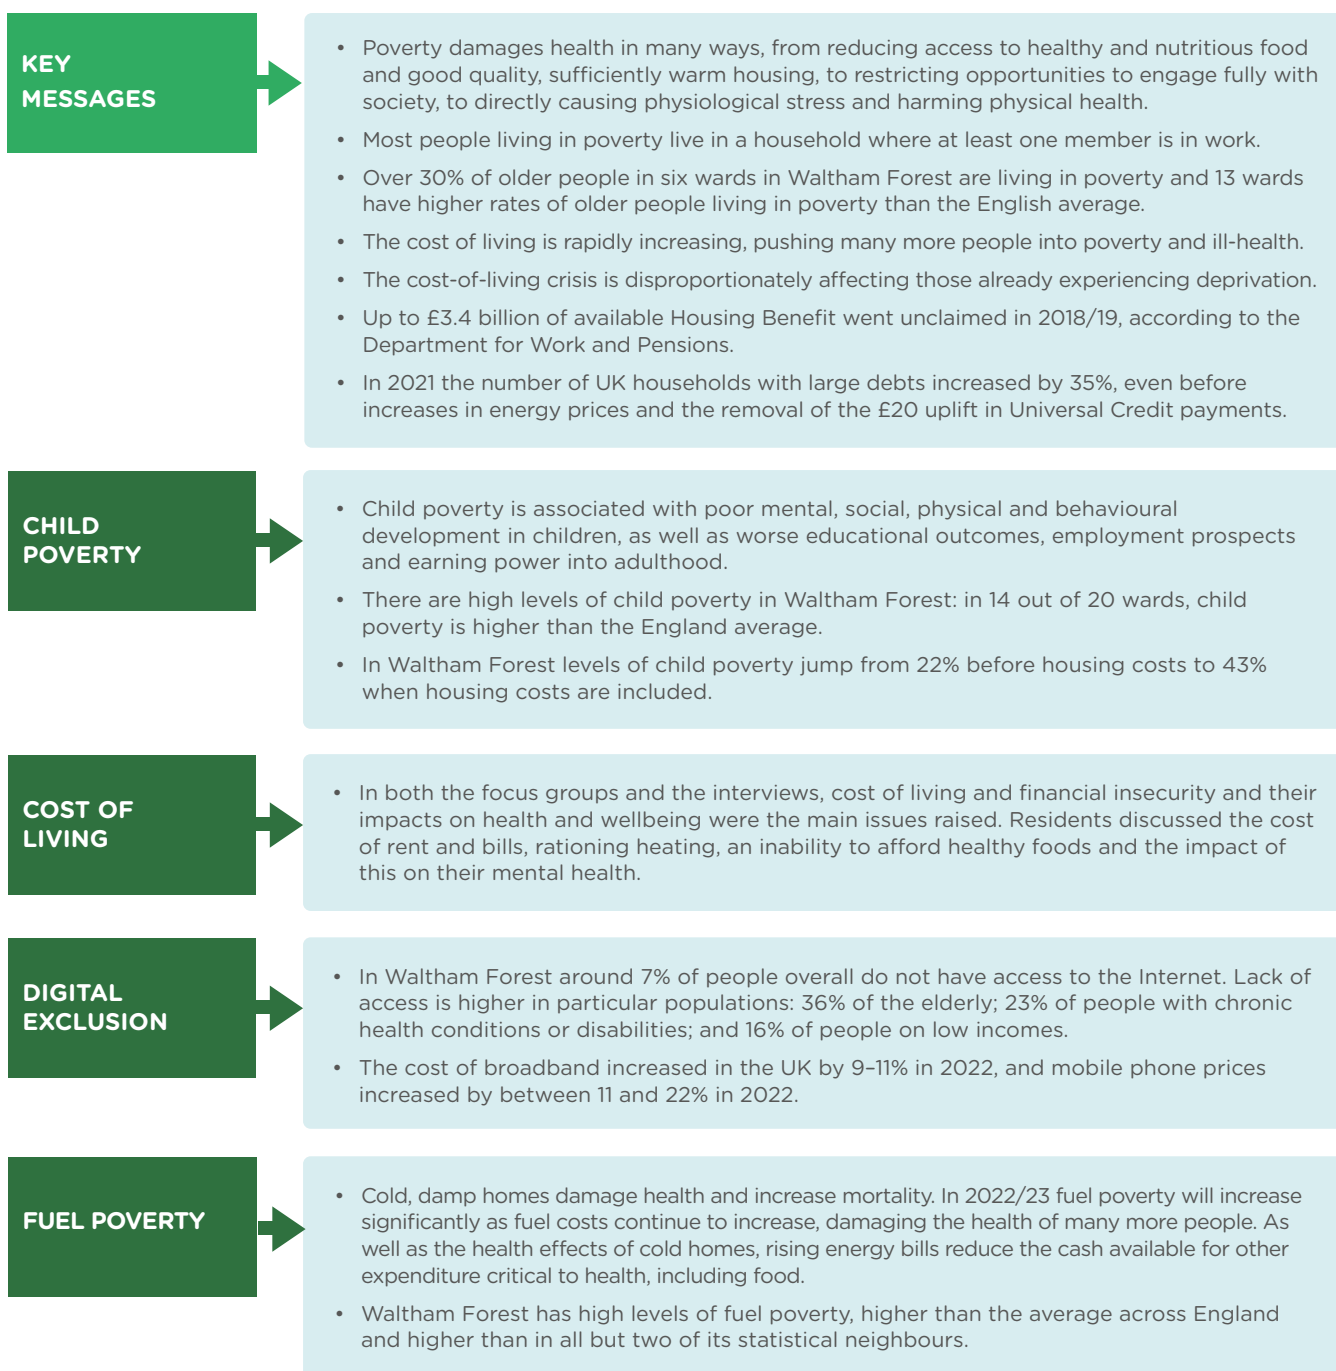 KEY
MESSAGES
• Poverty damages health in many ways, from reducing access to healthy and nutritious food
and good quality, sufficiently warm housing, to restricting opportunities to engage fully with
society, to directly causing physiological stress and harming physical health.
• Most people living in poverty live in a household where at least one member is in work.
• Over 30% of older people in six wards in Waltham Forest are living in poverty and 13 wards
have higher rates of older people living in poverty than the English average.
• The cost of living is rapidly increasing, pushing many more people into poverty and ill-health.
• The cost-of-living crisis is disproportionately affecting those already experiencing deprivation.
• Up to £3.4 billion of available Housing Benefit went unclaimed in 2018/19, according to the
Department for Work and Pensions.
• In 2021 the number of UK households with large debts increased by 35%, even before
increases in energy prices and the removal of the £20 uplift in Universal Credit payments.
CHILD
POVERTY
• Child poverty is associated with poor mental, social, physical and behavioural
development in children, as well as worse educational outcomes, employment prospects
and earning power into adulthood.
• There are high levels of child poverty in Waltham Forest: in 14 out of 20 wards, child
poverty is higher than the England average.
• In Waltham Forest levels of child poverty jump from 22% before housing costs to 43%
when housing costs are included.
COST OF
LIVING
• In both the focus groups and the interviews, cost of living and financial insecurity and their
impacts on health and wellbeing were the main issues raised. Residents discussed the cost
of rent and bills, rationing heating, an inability to afford healthy foods and the impact of
this on their mental health.
DIGITAL
EXCLUSION
• In Waltham Forest around 7% of people overall do not have access to the Internet. Lack of
access is higher in particular populations: 36% of the elderly; 23% of people with chronic
health conditions or disabilities; and 16% of people on low incomes.
• The cost of broadband increased in the UK by 9–11% in 2022, and mobile phone prices
increased by between 11 and 22% in 2022.
FUEL POVERTY
• Cold, damp homes damage health and increase mortality. In 2022/23 fuel poverty will increase
significantly as fuel costs continue to increase, damaging the health of many more people. As
well as the health effects of cold homes, rising energy bills reduce the cash available for other
expenditure critical to health, including food.
• Waltham Forest has high levels of fuel poverty, higher than the average across England
and higher than in all but two of its statistical neighbours.